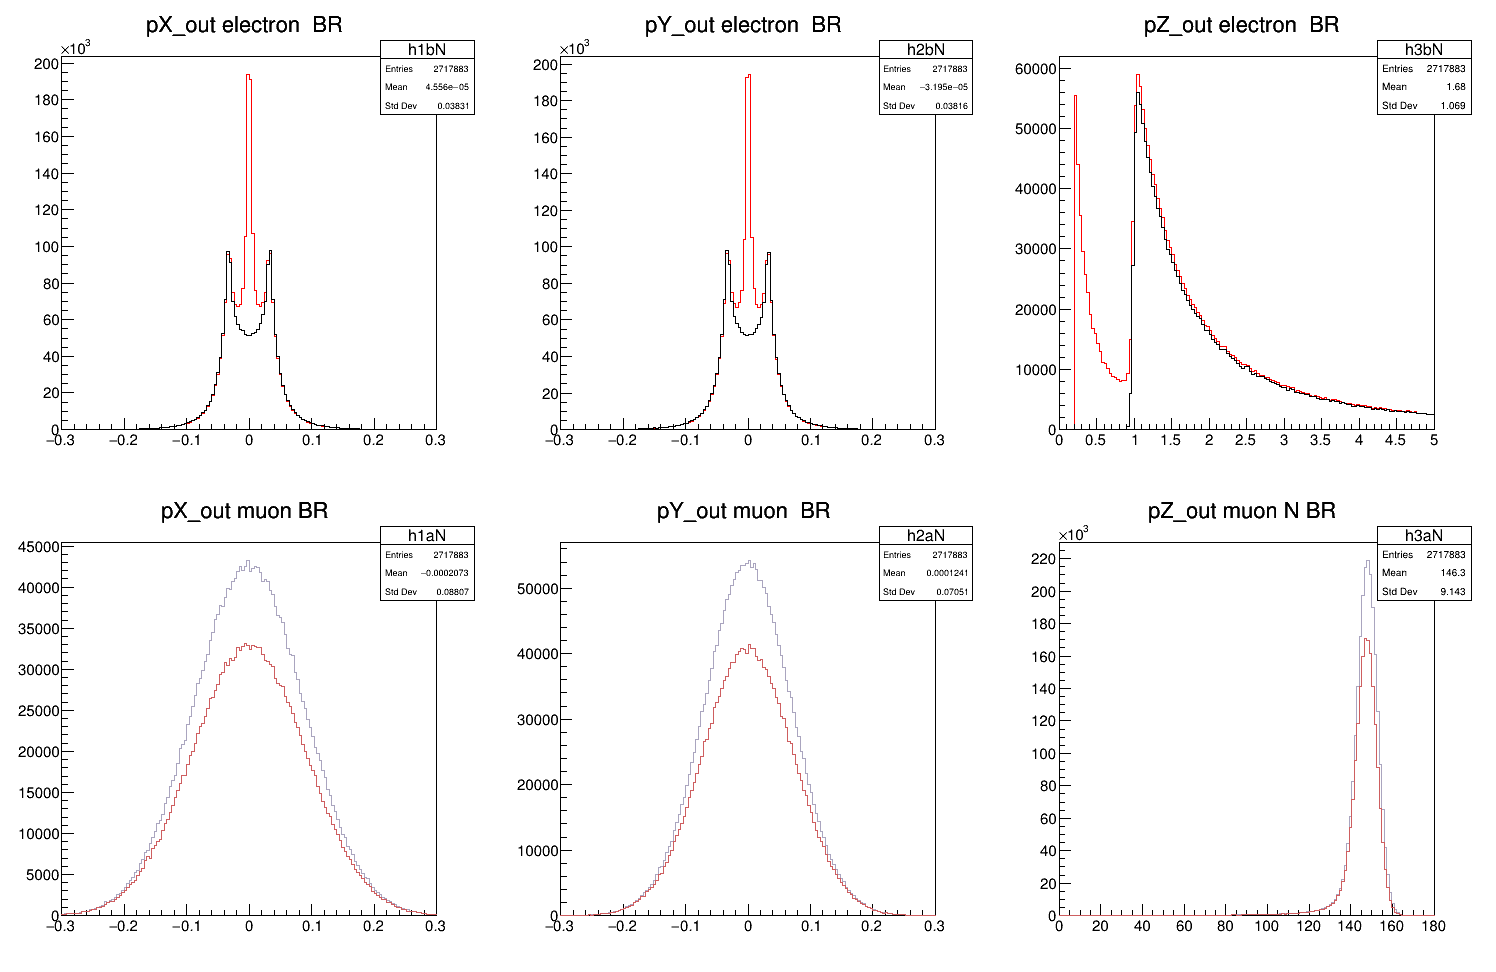 pX_out electron BR
×10³
h1bN
Entries 2717883
Mean 4.556e−05
Std Dev 0.03831
200
180
160
140
120
100
80
60
40
20
0
−0.3 −0.2 −0.1 0 0.1 0.2 0.3
pY_out electron BR
×10³
h2bN
Entries 2717883
Mean −3.195e−05
Std Dev 0.03816
200
180
160
140
120
100
80
60
40
20
0
−0.3 −0.2 −0.1 0 0.1 0.2 0.3
pZ_out electron BR
h3bN
Entries 2717883
Mean 1.68
Std Dev 1.069
60000
50000
40000
30000
20000
10000
0
0 0.5 1 1.5 2 2.5 3 3.5 4 4.5 5
pX_out muon BR
h1aN
Entries 2717883
Mean −0.0002073
Std Dev 0.08807
45000
40000
35000
30000
25000
20000
15000
10000
5000
0
−0.3 −0.2 −0.1 0 0.1 0.2 0.3
pY_out muon BR
h2aN
Entries 2717883
Mean 0.0001241
Std Dev 0.07051
50000
40000
30000
20000
10000
0
−0.3 −0.2 −0.1 0 0.1 0.2 0.3
pZ_out muon N BR
×10³
h3aN
Entries 2717883
Mean 146.3
Std Dev 9.143
220
200
180
160
140
120
100
80
60
40
20
0
0 20 40 60 80 100 120 140 160 180